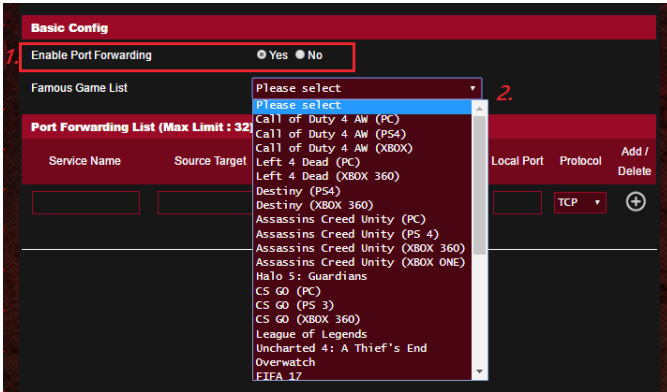 Basic Config
1. Enable Port Forwarding Yes No
Famous Game List Please select 2.
Please select
Call of Duty 4 AW (PC)
Call of Duty 4 AW (PS4)
Call of Duty 4 AW (XBOX)
Left 4 Dead (PC)
Left 4 Dead (XBOX 360)
Destiny (PS4)
Destiny (XBOX 360)
Assassins Creed Unity (PC)
Assassins Creed Unity (PS 4)
Assassins Creed Unity (XBOX 360)
Assassins Creed Unity (XBOX ONE)
Halo 5: Guardians
CS GO (PC)
CS GO (PS 3)
CS GO (XBOX 360)
League of Legends
Uncharted 4: A Thief's End
Overwatch
FIFA 17
Port Forwarding List (Max Limit : 32)
Service Name Source Target Local Port Protocol Add /
Delete
TCP